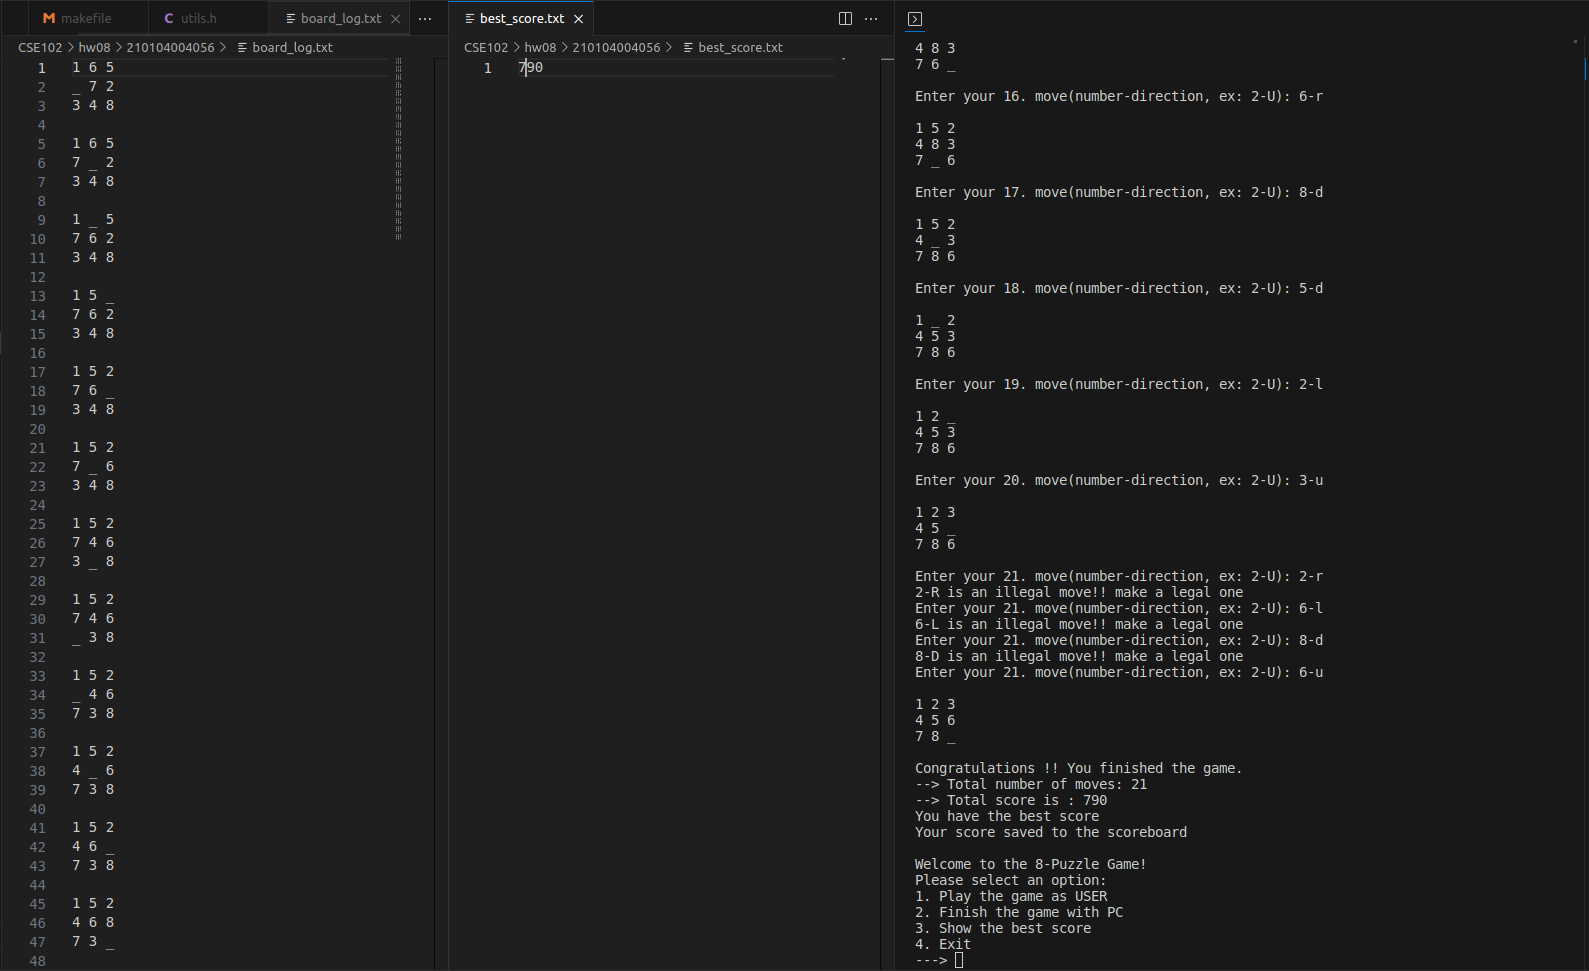 makefile
utils.h
board_log.txt
CSE102 > hw08 > 210104004056 > board_log.txt
1 1 6 5
2 _ 7 2
3 3 4 8
4
5 1 6 5
6 7 _ 2
7 3 4 8
8
9 1 _ 5
10 7 6 2
11 3 4 8
12
13 1 5 _
14 7 6 2
15 3 4 8
16
17 1 5 2
18 7 6 _
19 3 4 8
20
21 1 5 2
22 7 _ 6
23 3 4 8
24
25 1 5 2
26 7 4 6
27 3 _ 8
28
29 1 5 2
30 7 4 6
31 _ 3 8
32
33 1 5 2
34 _ 4 6
35 7 3 8
36
37 1 5 2
38 4 _ 6
39 7 3 8
40
41 1 5 2
42 4 6 _
43 7 3 8
44
45 1 5 2
46 4 6 8
47 7 3 _
48
best_score.txt
CSE102 > hw08 > 210104004056 > best_score.txt
1 790
4 8 3
7 6 _
Enter your 16. move(number-direction, ex: 2-U): 6-r
1 5 2
4 8 3
7 _ 6
Enter your 17. move(number-direction, ex: 2-U): 8-d
1 5 2
4 _ 3
7 8 6
Enter your 18. move(number-direction, ex: 2-U): 5-d
1 _ 2
4 5 3
7 8 6
Enter your 19. move(number-direction, ex: 2-U): 2-l
1 2 _
4 5 3
7 8 6
Enter your 20. move(number-direction, ex: 2-U): 3-u
1 2 3
4 5 _
7 8 6
Enter your 21. move(number-direction, ex: 2-U): 2-r
2-R is an illegal move!! make a legal one
Enter your 21. move(number-direction, ex: 2-U): 6-l
6-L is an illegal move!! make a legal one
Enter your 21. move(number-direction, ex: 2-U): 8-d
8-D is an illegal move!! make a legal one
Enter your 21. move(number-direction, ex: 2-U): 6-u
1 2 3
4 5 6
7 8 _
Congratulations !! You finished the game.
--> Total number of moves: 21
--> Total score is : 790
You have the best score
Your score saved to the scoreboard
Welcome to the 8-Puzzle Game!
Please select an option:
1. Play the game as USER
2. Finish the game with PC
3. Show the best score
4. Exit
--->